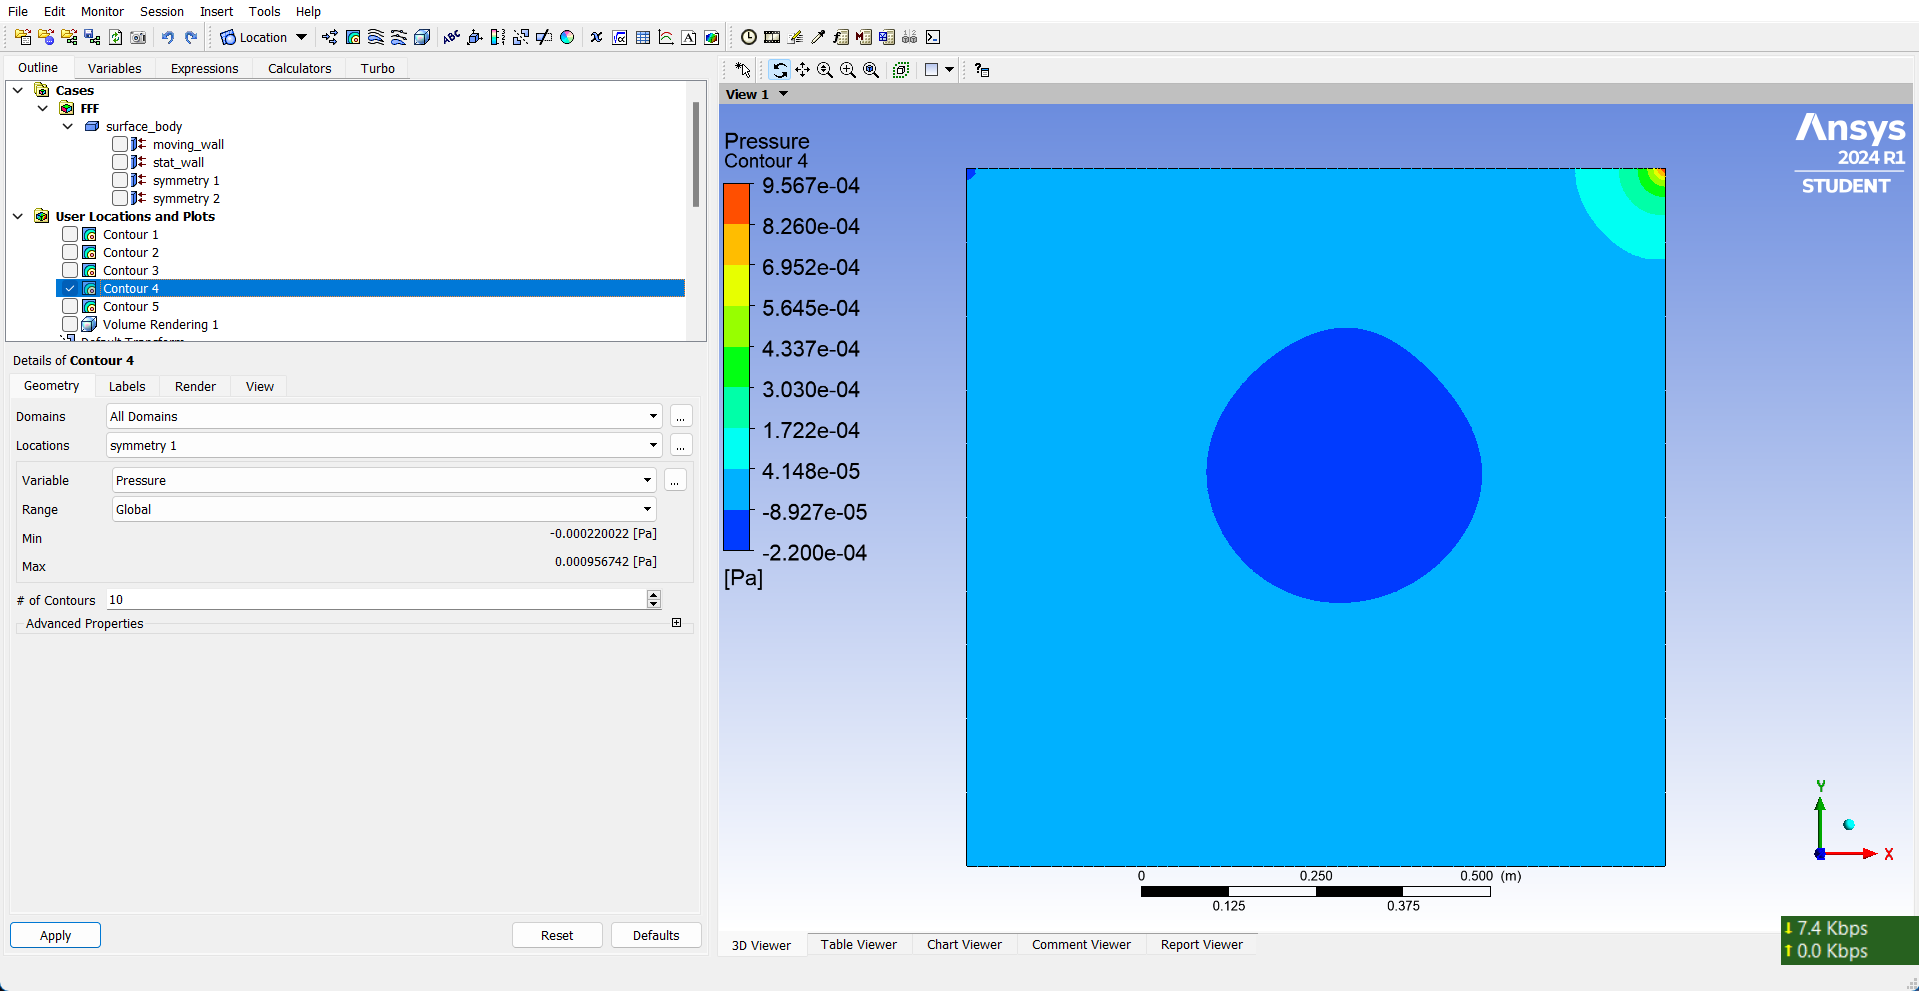 File Edit Monitor Session Insert Tools Help
Location
Outline Variables Expressions Calculators Turbo
Cases
FFF
surface_body
moving_wall
stat_wall
symmetry 1
symmetry 2
User Locations and Plots
Contour 1
Contour 2
Contour 3
Contour 4
Contour 5
Volume Rendering 1
Default Transform
Details of Contour 4
Geometry Labels Render View
Domains All Domains ...
Locations symmetry 1 ...
Variable Pressure ...
Range Global
Min -0.000220022 [Pa]
Max 0.000956742 [Pa]
# of Contours 10
Advanced Properties
Apply Reset Defaults
View 1
Pressure
Contour 4
9.567e-04
8.260e-04
6.952e-04
5.645e-04
4.337e-04
3.030e-04
1.722e-04
4.148e-05
-8.927e-05
-2.200e-04
[Pa]
Ansys
2024 R1
STUDENT
Y
X
0 0.250 0.500 (m)
0.125 0.375
3D Viewer Table Viewer Chart Viewer Comment Viewer Report Viewer
7.4 Kbps
0.0 Kbps